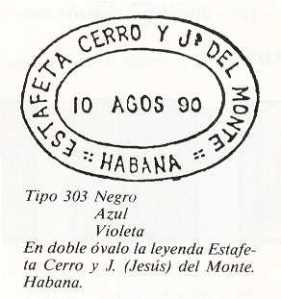 ESTAFETA CERRO Y Jˢ DEL MONTE
10 AGOS 90
HABANA
Tipo 303 Negro
Azul
Violeta
En doble óvalo la leyenda Estafe-
ta Cerro y J. (Jesús) del Monte.
Habana.